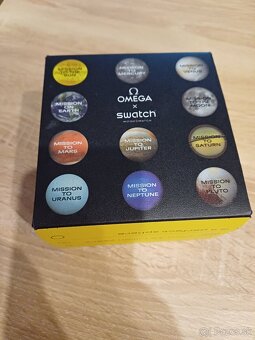 MISSION
TO THE
SUN
MISSION
TO
MERCURY
MISSION
TO
VENUS
Ω
OMEGA
x
swatch
MISSION
ON
EARTH
MISSION
TO THE
MOON
MISSION
TO
MARS
MISSION
TO
JUPITER
MISSION
TO
SATURN
MISSION
TO
URANUS
MISSION
TO
NEPTUNE
MISSION
TO
PLUTO